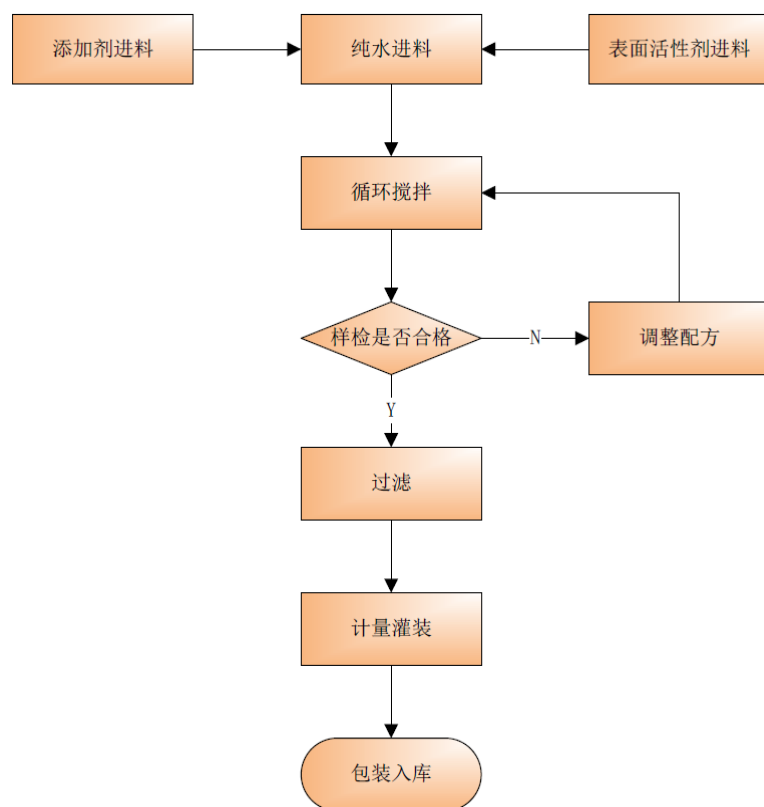 添加剂进料
纯水进料
表面活性剂进料
循环搅拌
样检是否合格
N
调整配方
Y
过滤
计量灌装
包装入库